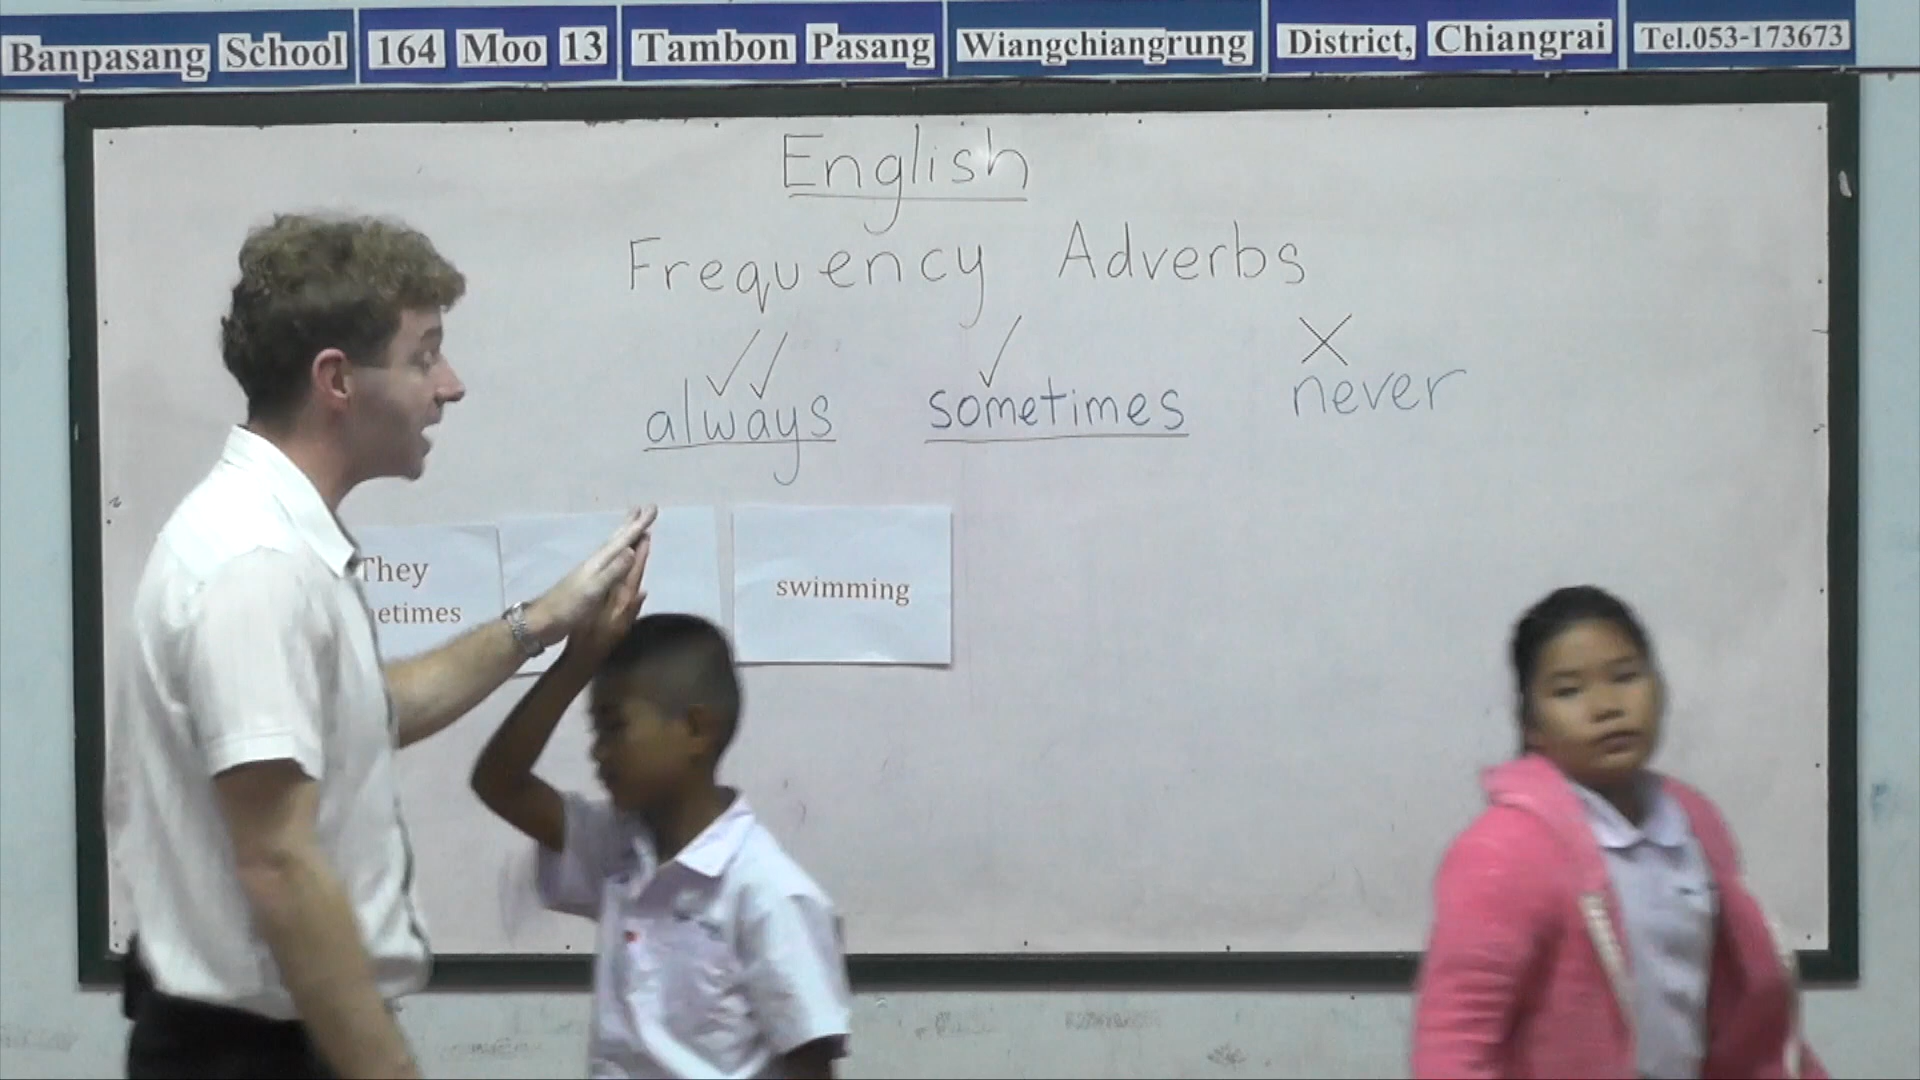 Banpasang School 164 Moo 13 Tambon Pasang Wiangchiangrung District, Chiangrai Tel.053-173673
English
Frequency Adverbs
always sometimes never
They
etimes
swimming